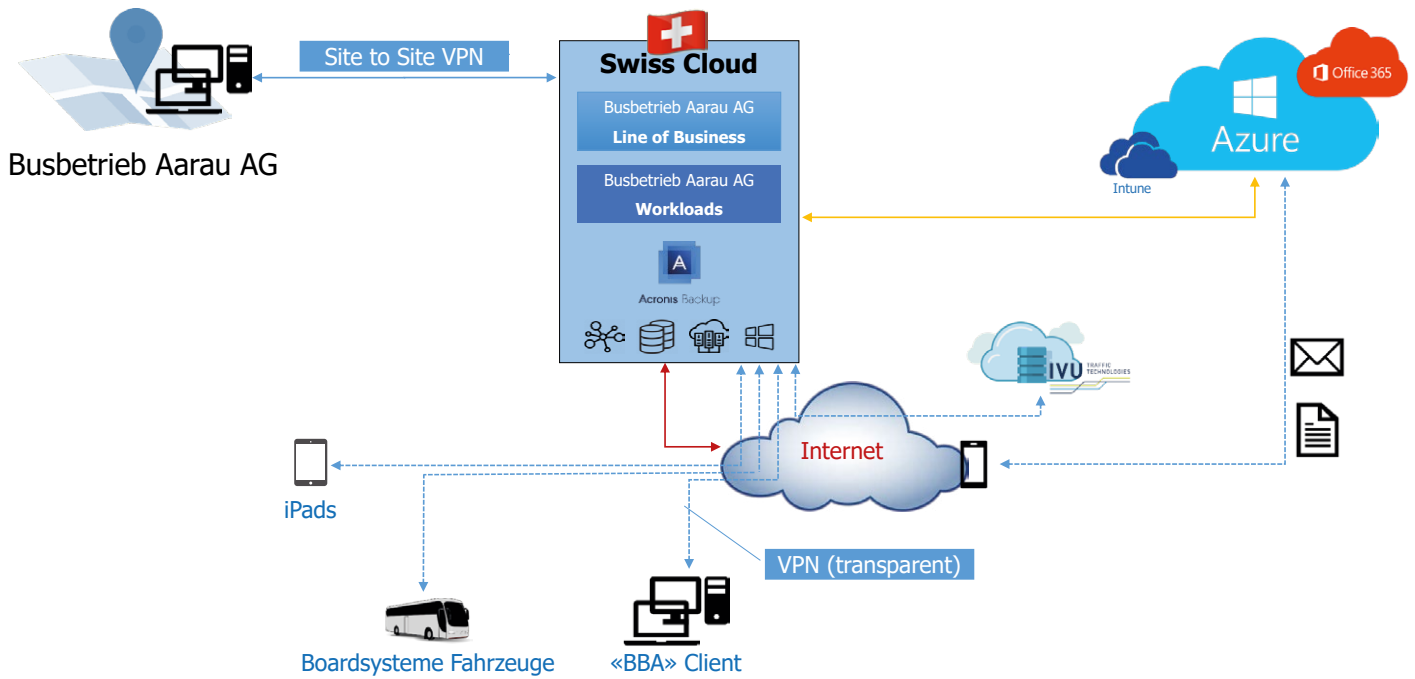 Site to Site VPN
Busbetrieb Aarau AG
Swiss Cloud
Busbetrieb Aarau AG
Line of Business
Busbetrieb Aarau AG
Workloads
A
Acronis Backup
Office 365
Azure
Intune
IVU TRAFFIC
TECHNOLOGIES
Internet
iPads
VPN (transparent)
Boardsysteme Fahrzeuge
«BBA» Client